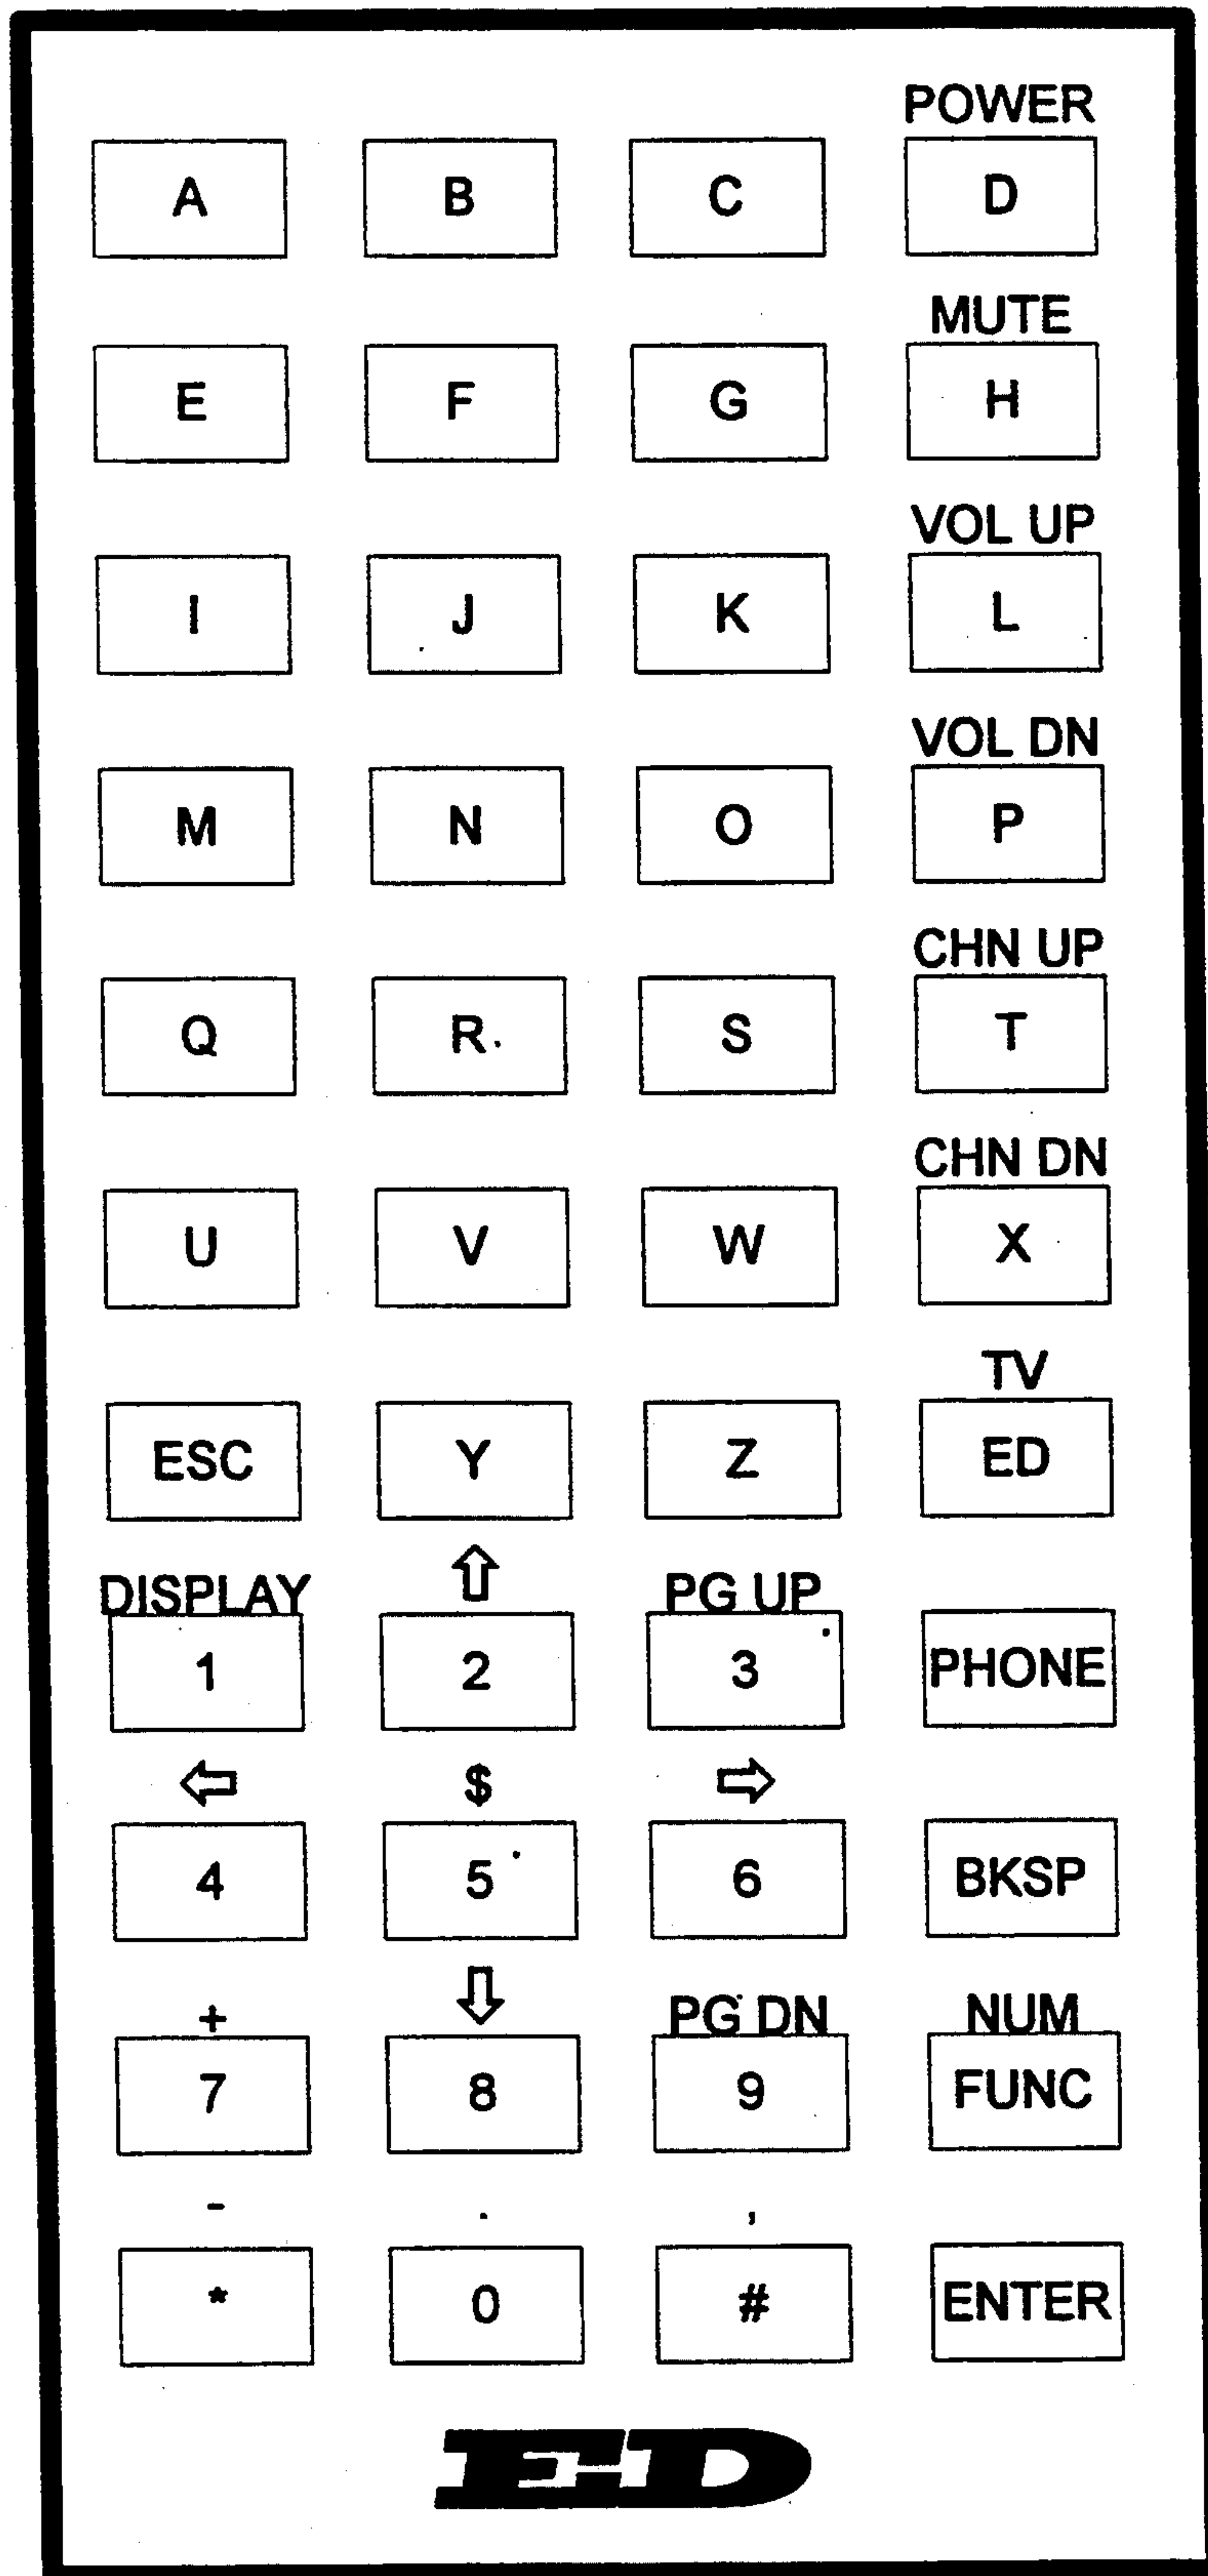 POWER
A B C D
MUTE
E F G H
VOL UP
I J K L
VOL DN
M N O P
CHN UP
Q R S T
CHN DN
U V W X
TV
ESC Y Z ED
DISPLAY ⇧ PG UP
1 2 3 PHONE
⇦ $ ⇨
4 5 6 BKSP
+ ⇩ PG DN NUM
7 8 9 FUNC
- . ,
* 0 # ENTER
ED